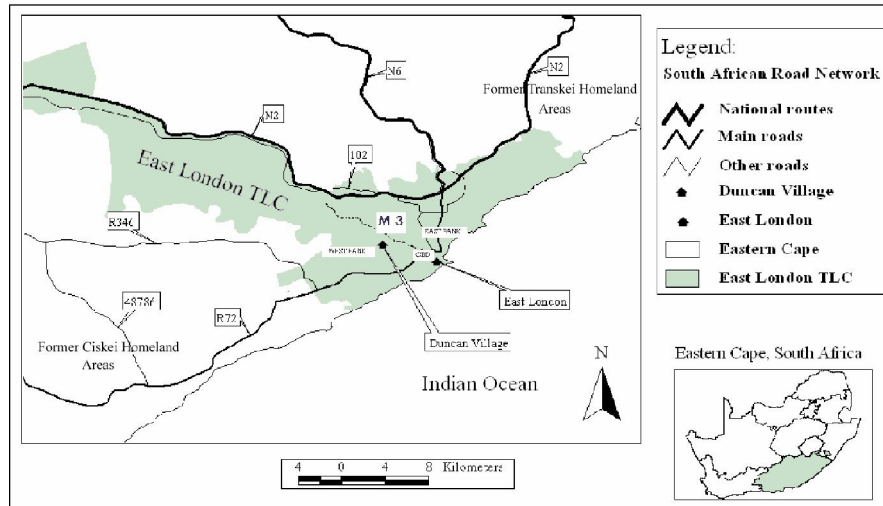 N6
N2
Former Transkei Homeland
Areas
N2
102
East London TLC
R346
M 3
EAST BANK
WEST BANK
CBD
East Loncon
48786
R72
Former Ciskei Homeland
Areas
Duncan Village
Indian Ocean
N
4 0 4 8 Kilometers
Legend:
South African Road Network
National routes
Main roads
Other roads
Duncan Village
East London
Eastern Cape
East London TLC
Eastern Cape, South Africa